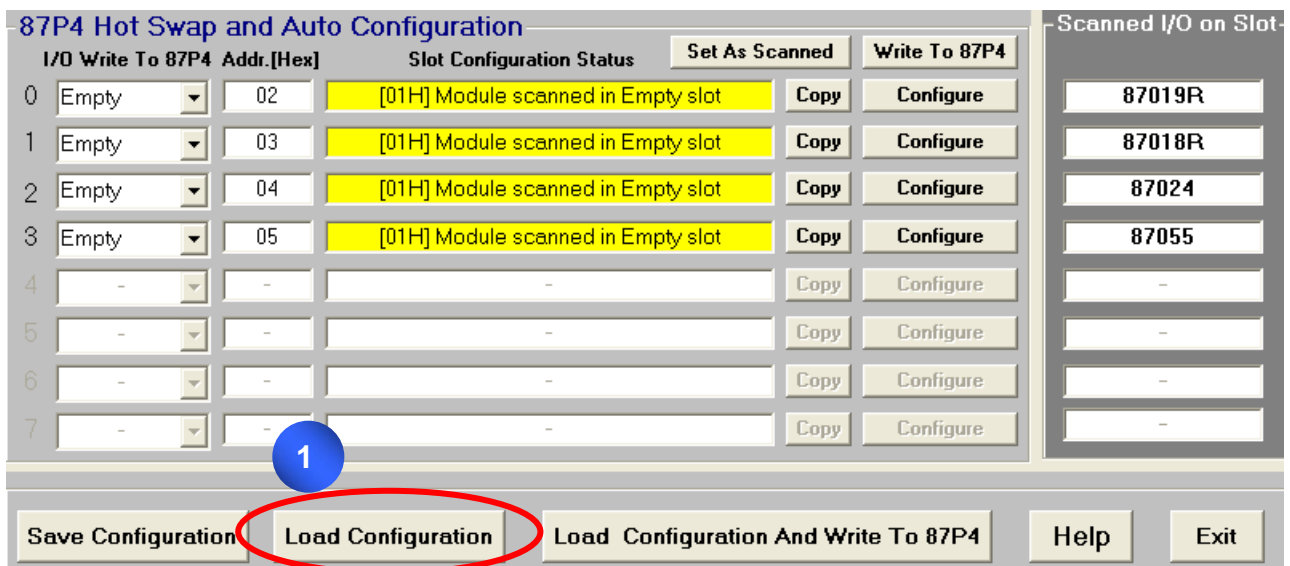 87P4 Hot Swap and Auto Configuration Scanned I/O on Slot
I/O Write To 87P4 Addr.[Hex] Slot Configuration Status Set As Scanned Write To 87P4
0 Empty 02 [01H] Module scanned in Empty slot Copy Configure 87019R
1 Empty 03 [01H] Module scanned in Empty slot Copy Configure 87018R
2 Empty 04 [01H] Module scanned in Empty slot Copy Configure 87024
3 Empty 05 [01H] Module scanned in Empty slot Copy Configure 87055
4 - - - Copy Configure -
5 - - - Copy Configure -
6 - - - Copy Configure -
7 - - - Copy Configure -
1
Save Configuration Load Configuration Load Configuration And Write To 87P4 Help Exit